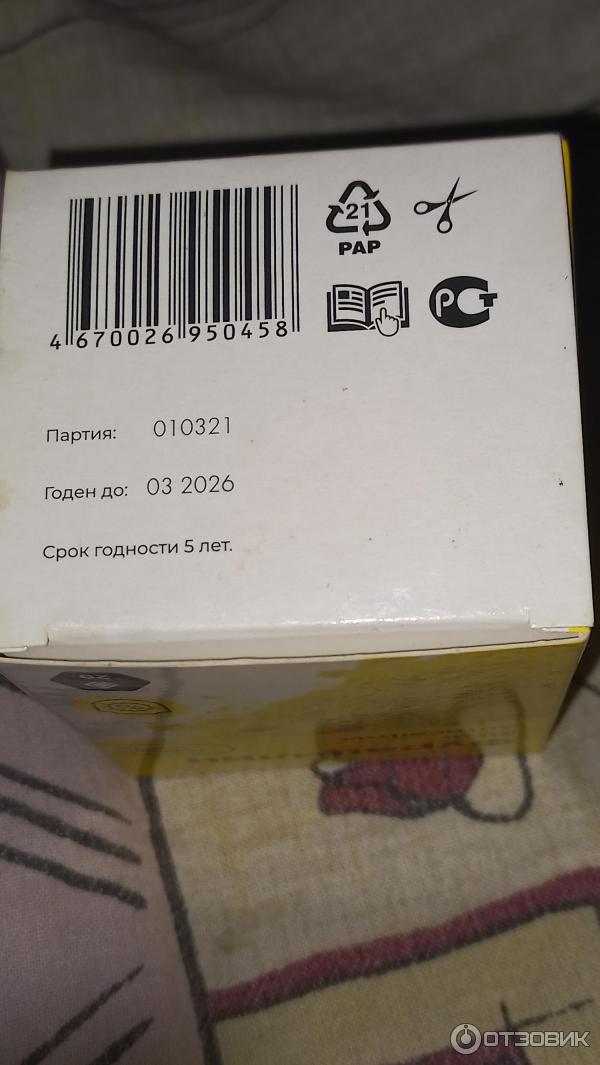 21
PAP
РСТ
4 670026 950458
Партия: 010321
Годен до: 03 2026
Срок годности 5 лет.
ОТЗОВИК